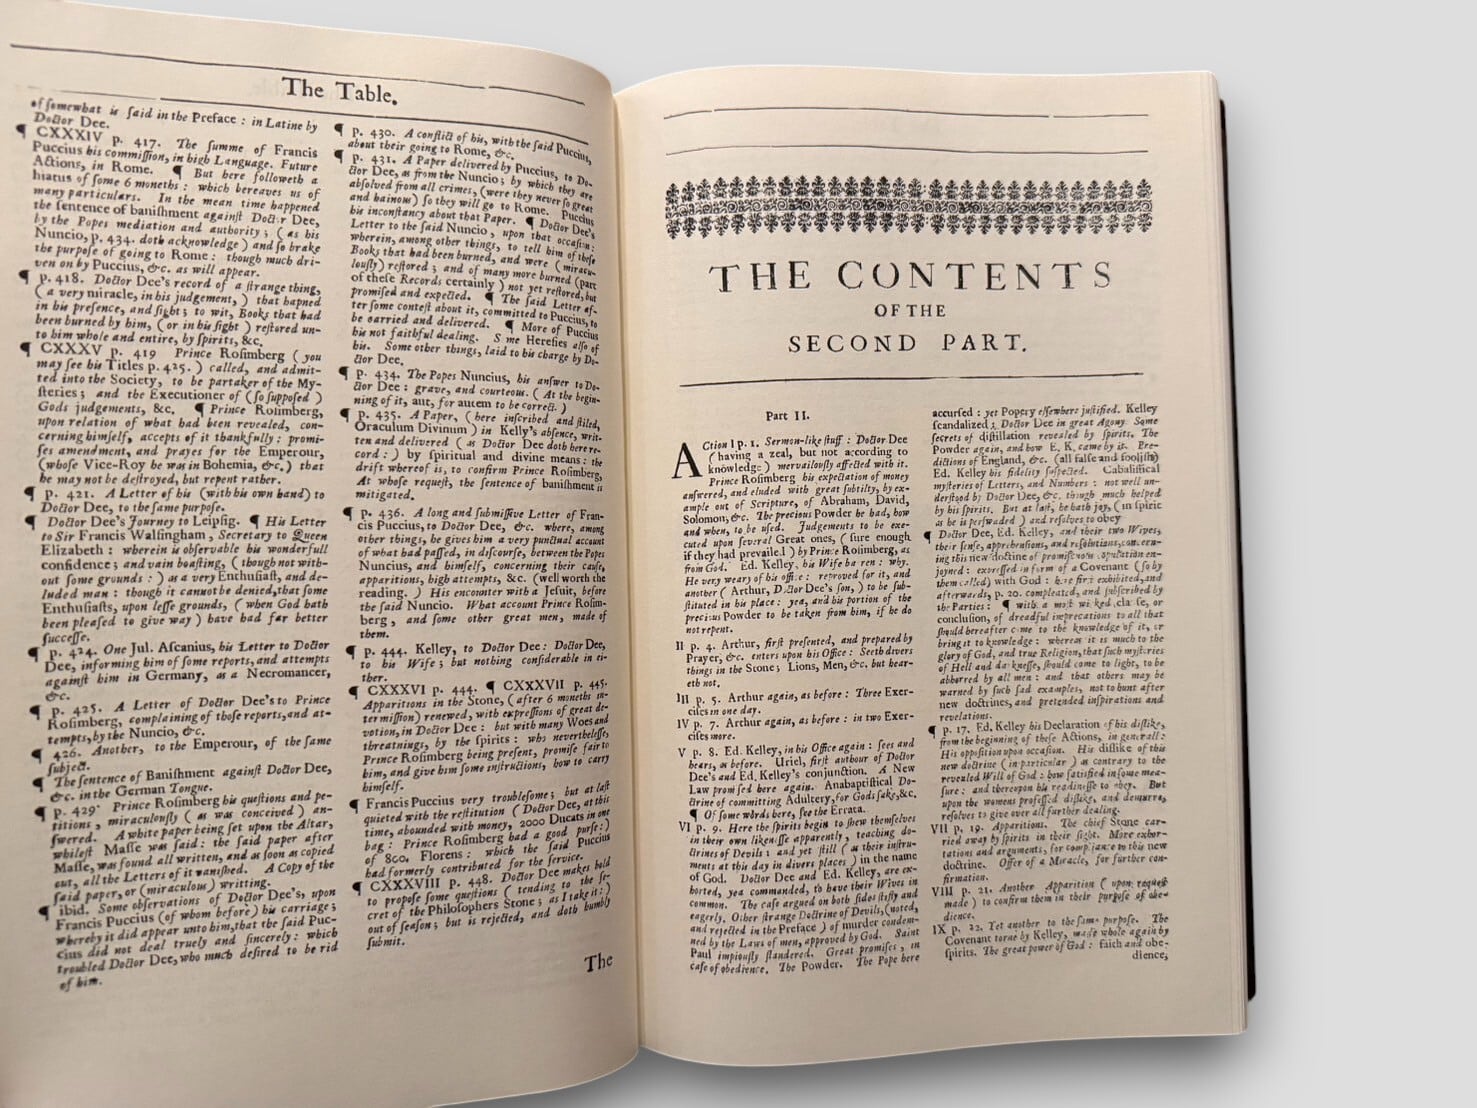 The Table.
of somewhat is ſaid in the Preface : in Latine by
Doctor Dee.
¶ CXXXIV p. 417. The ſumme of Francis
Puccius his commiſſion, in high Language. Future
Actions, in Rome. ¶ But here followeth a
hiatus of ſome 6 moneths : which bereaves us of
many particulars. In the mean time happened
the ſentence of baniſhment againſt Doctor Dee,
by the Popes mediation and authority ; ( as his
Nuncio, p. 434. doth acknowledge ) and ſo brake
the purpoſe of going to Rome : though much dri-
ven on by Puccius, &c. as will appear.
¶ p. 418. Doctor Dee's record of a ſtrange thing,
( a very miracle, in his judgement, ) that hapned
in his preſence, and ſight ; to wit, Books that had
been burned by him, ( or in his ſight ) reſtored un-
to him whole and entire, by ſpirits, &c.
¶ CXXXV p. 419 Prince Roſimberg ( you
may ſee his Titles p. 425. ) called, and admit-
ted into the Society, to be partaker of the My-
ſteries ; and the Executioner of (ſo ſuppoſed )
Gods judgements, &c. ¶ Prince Roſimberg,
upon relation of what had been revealed, con-
cerning himſelf, accepts of it thankfully : promi-
ſes amendment, and prayes for the Emperour,
(whoſe Vice-Roy he was in Bohemia, &c.) that
he may not be deſtroyed, but repent rather.
¶ p. 421. A Letter of his (with his own hand) to
Doctor Dee, to the ſame purpoſe.
¶ Doctor Dee's Journey to Leipſig. ¶ His Letter
to Sir Francis Walſingham, Secretary to Queen
Elizabeth : wherein is obſervable his wonderfull
confidence ; and vain boaſting, ( though not with-
out ſome grounds : ) as a very Enthuſiaſt, and de-
luded man : though it cannot be denied, that ſome
Enthuſiaſts, upon leſſe grounds, ( when God hath
been pleaſed to give way ) have had far better
ſucceſſe.
¶ p. 424. One Jul. Aſcanius, his Letter to Doctor
Dee, informing him of ſome reports, and attempts
againſt him in Germany, as a Necromancer,
&c.
¶ p. 425. A Letter of Doctor Dee's to Prince
Roſimberg, complaining of thoſe reports, and at-
tempts, by the Nuncio, &c.
¶ 426. Another, to the Emperour, of the ſame
ſubject.
¶ The ſentence of Baniſhment againſt Doctor Dee,
&c. in the German Tongue.
¶ p. 429. Prince Roſimberg his queſtions and pe-
titions, miraculouſly ( as was conceived ) an-
ſwered. A white paper being ſet upon the Altar,
whileſt Maſſe was ſaid : the ſaid paper after
Maſſe, was found all written, and as ſoon as copied
out, all the Letters of it vaniſhed. A Copy of the
ſaid paper, or (miraculous ) writting.
¶ ibid. Some obſervations of Doctor Dee's, upon
Francis Puccius (of whom before) his carriage ;
whereby it did appear unto him, that the ſaid Puc-
cius did not deal truely and ſincerely : which
troubled Doctor Dee, who much deſired to be rid
of him.
¶ p. 430. A conflict of his, with the ſaid Puccius,
about their going to Rome, &c.
¶ p. 431. A Paper delivered by Puccius, to Do-
ctor Dee, as from the Nuncio ; by which they are
abſolved from all crimes, (were they never ſo great
and hainous) ſo they will go to Rome. Puccius
his inconſtancy about that Paper. ¶ Doctor Dee's
Letter to the ſaid Nuncio, upon that occaſion :
wherein, among other things, to tell him of theſe
Books that had been burned, and were (miracu-
louſly) reſtored ; and of many more burned (part
of theſe Records certainly ) not yet reſtored, but
promiſed and expected. ¶ The ſaid Letter af-
ter ſome conteſt about it, committed to Puccius, to
be carried and delivered. ¶ More of Puccius
his not faithful dealing. Some Hereſies alſo of
his. Some other things, laid to his charge by Do-
ctor Dee.
¶ p. 434. The Popes Nuncius, his anſwer to Do-
ctor Dee : grave, and courteous. ( At the begin-
ning of it, aut, for autem to be correct. )
¶ p. 435. A Paper, ( here inſcribed and ſtiled,
Oraculum Divinum ) in Kelly's abſence, writ-
ten and delivered ( as Doctor Dee doth here re-
cord : ) by ſpiritual and divine means : the
drift whereof is, to confirm Prince Roſimberg,
At whoſe requeſt, the ſentence of baniſhment is
mitigated.
¶ p. 436. A long and ſubmiſſive Letter of Fran-
cis Puccius, to Doctor Dee, &c. where, among
other things, he gives him a very punctual account
of what had paſſed, in diſcourſe, between the Popes
Nuncius, and himſelf, concerning their cauſe,
apparitions, high attempts, &c. (well worth the
reading. ) His encounter with a Jeſuit, before
the ſaid Nuncio. What account Prince Roſim-
berg, and ſome other great men, made of
them.
¶ p. 444. Kelley, to Doctor Dee : Doctor Dee,
to his Wife ; but nothing conſiderable in ei-
ther.
¶ CXXXVI p. 444. ¶ CXXXVII p. 445.
Apparitions in the Stone, (after 6 moneths in-
termiſſion) renewed, with expreſſions of great de-
votion, in Doctor Dee : but with many Woes and
threatnings, by the ſpirits : who nevertheleſs,
Prince Roſimberg being preſent, promiſe fair to
him, and give him ſome inſtructions, how to carry
himſelf.
¶ Francis Puccius very troubleſome ; but at laſt
quieted with the reſtitution ( Doctor Dee, at this
time, abounded with money, 2000 Ducats in one
bag : Prince Roſimberg had a good purſe : )
of 800. Florens : which the ſaid Puccius
had formerly contributed for the ſervice.
¶ CXXXVIII p. 448. Doctor Dee makes bold
to propoſe ſome queſtions ( tending to the ſe-
cret of the Philoſophers Stone ; as I take it : )
out of ſeaſon ; but is rejected, and doth humbly
ſubmit.
The
THE CONTENTS
OF THE
SECOND PART.
Part II.
ACtion I p. 1. Sermon-like ſtuff : Doctor Dee
( having a zeal, but not according to
knowledge ) mervailouſly affected with it.
Prince Roſimberg his expectation of money
anſwered, and eluded with great ſubtilty, by ex-
ample out of Scripture, of Abraham, David,
Solomon, &c. The precious Powder he had, how
and when, to be uſed. Judgements to be exe-
cuted upon ſeveral Great ones, ( ſure enough
if they had prevailed ) by Prince Roſimberg, as
from God. Ed. Kelley, his Wife barren : why.
He very weary of his office : reproved for it, and
another ( Arthur, Doctor Dee's ſon, ) to be ſub-
ſtituted in his place : yea, and his portion of the
precious Powder to be taken from him, if he do
not repent.
II p. 4. Arthur, firſt preſented, and prepared by
Prayer, &c. enters upon his Office : Seeth divers
things in the Stone ; Lions, Men, &c. but hear-
eth not.
III p. 5. Arthur again, as before : Three Exer-
ciſes in one day.
IV p. 7. Arthur again, as before : in two Exer-
ciſes more.
V p. 8. Ed. Kelley, in his Office again : ſees and
hears, as before. Uriel, firſt authour of Doctor
Dee's and Ed. Kelley's conjunction. A New
Law promiſed here again. Anabaptiſtical Do-
ctrine of committing Adultery, for Gods ſake, &c.
¶ Of ſome words here, ſee the Errata.
VI p. 9. Here the ſpirits begin to ſhew themſelves
in their own likeneſſe apparently, teaching do-
ctrines of Devils : and yet ſtill ( as their inſtru-
ments at this day in divers places ) in the name
of God. Doctor Dee and Ed. Kelley, are ex-
horted, yea commanded, to have their Wives in
common. The caſe argued on both ſides ſtifly and
eagerly. Other ſtrange Doctrine of Devils, (noted,
and rejected in the Preface ) of murder condem-
ned by the Laws of men, approved by God. Saint
Paul impiouſly ſlandered. Great promiſes, in
caſe of obedience. The Powder. The Pope here
accurſed : yet Popery elſewhere juſtified. Kelley
ſcandalized ; Doctor Dee in great Agony. Some
ſecrets of diſtillation revealed by ſpirits. The
Powder again, and how E. K. came by it. Pre-
dictions of England, &c. (all falſe and fooliſh)
Ed. Kelley his fidelity ſuſpected. Cabaliſtical
myſteries of Letters, and Numbers : not well un-
derſtood by Doctor Dee, &c. though much helped
by his ſpirits. But at laſt, he hath joy, (in ſpirit
as he is perſwaded ) and reſolves to obey
¶ Doctor Dee, Ed. Kelley, and their two Wives,
their ſenſe, apprehenſions, and reſolutions, concern-
ing this new doctrine of promiſcuous copulation en-
joyned : expreſſed in form of a Covenant (ſo by
them called) with God : here firſt exhibited, and
afterwards, p. 20. compleated, and ſubſcribed by
the Parties : ¶ with a moſt wicked clauſe, or
concluſion, of dreadful imprecations to all that
ſhould hereafter come to the knowledge of it, or
bring it to knowledge : whereas it is much to the
glory of God, and true Religion, that ſuch myſteries
of Hell and darkneſſe, ſhould come to light, to be
abhorred by all men : and that others may be
warned by ſuch ſad examples, not to hunt after
new doctrines, and pretended inſpirations and
revelations.
¶ p. 17. Ed. Kelley his Declaration of his diſlike,
from the beginning of theſe Actions, in generall :
His oppoſition upon occaſion. His diſlike of this
new doctrine (in particular) as contrary to the
revealed Will of God : how ſatisfied in ſome mea-
ſure : and thereupon his readineſſe to obey. But
upon the womens profeſſed diſlike, and demurre,
reſolves to give over all further dealing.
VII p. 19. Apparitions. The chief Stone car-
ried away by ſpirits in their ſight. More exhor-
tations and arguments, for compliance to this new
doctrine. Offer of a Miracle, for further con-
firmation.
VIII p. 21. Another Apparition ( upon requeſt
made ) to confirm them in their purpoſe of obe-
dience.
IX p. 22. Yet another to the ſame purpoſe. The
Covenant torne by Kelley, made whole again by
ſpirits. The great power of God : faith and obe-
dience;